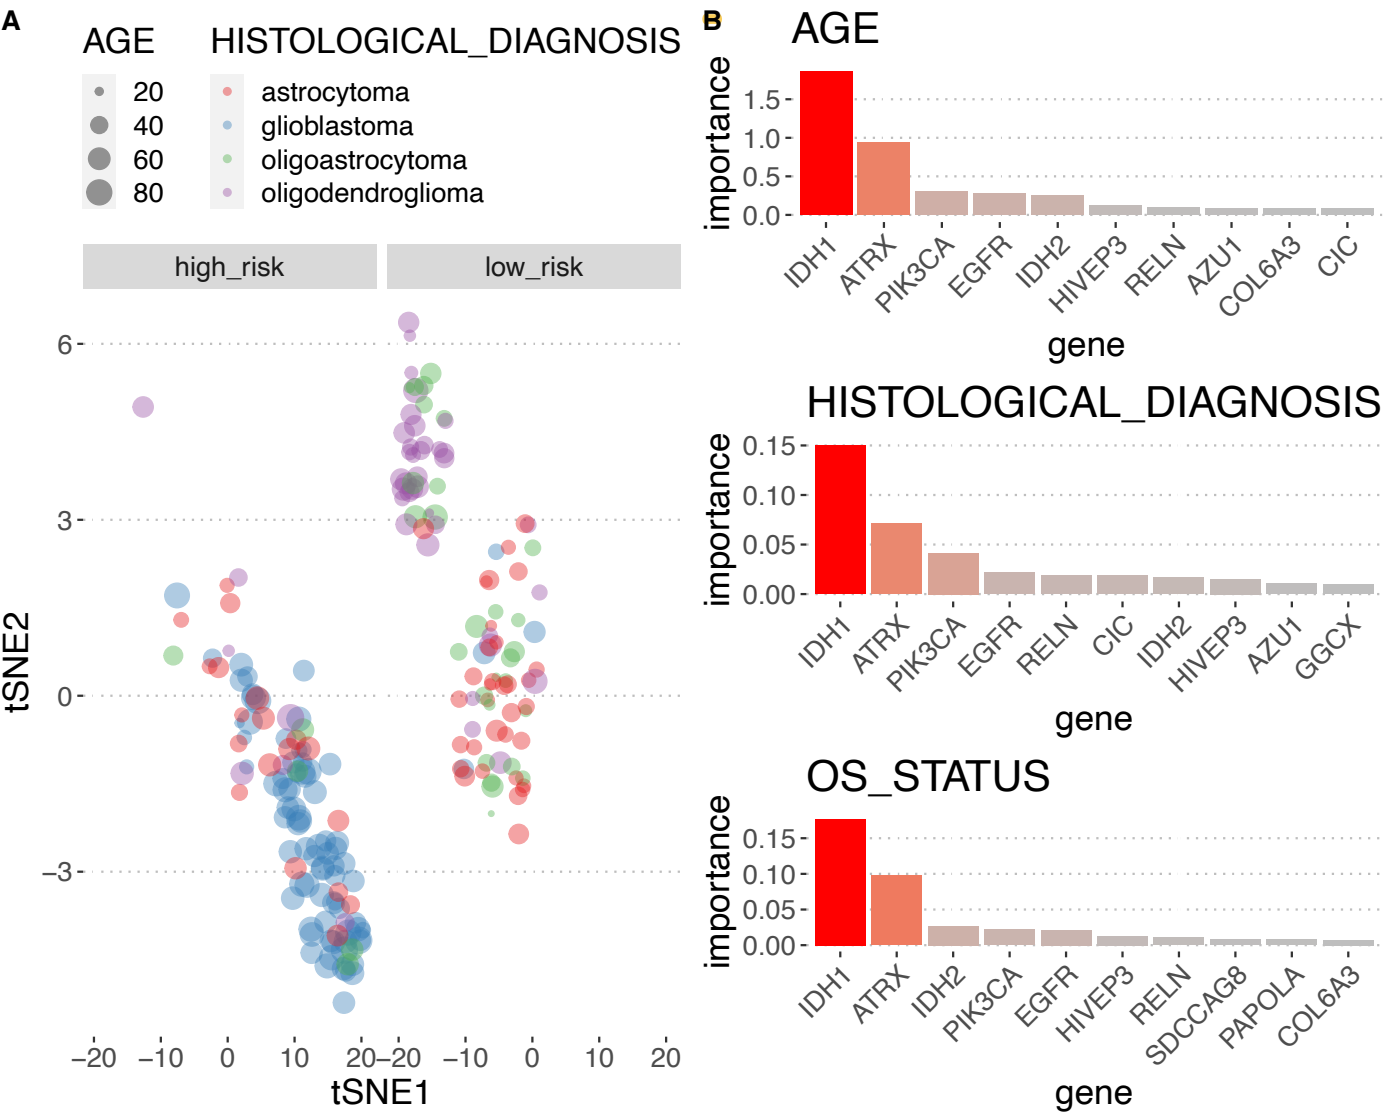 A
AGE
20
40
60
80
HISTOLOGICAL_DIAGNOSIS
astrocytoma
glioblastoma
oligoastrocytoma
oligodendroglioma
high_risk
low_risk
tSNE2
6
3
0
−3
−20 −10 0 10 20
−20 −10 0 10 20
tSNE1
B
AGE
importance
1.5
1.0
0.5
0.0
IDH1
ATRX
PIK3CA
EGFR
IDH2
HIVEP3
RELN
AZU1
COL6A3
CIC
gene
HISTOLOGICAL_DIAGNOSIS
importance
0.15
0.10
0.05
0.00
IDH1
ATRX
PIK3CA
EGFR
RELN
CIC
IDH2
HIVEP3
AZU1
GGCX
gene
OS_STATUS
importance
0.15
0.10
0.05
0.00
IDH1
ATRX
IDH2
PIK3CA
EGFR
HIVEP3
RELN
SDCCAG8
PAPOLA
COL6A3
gene